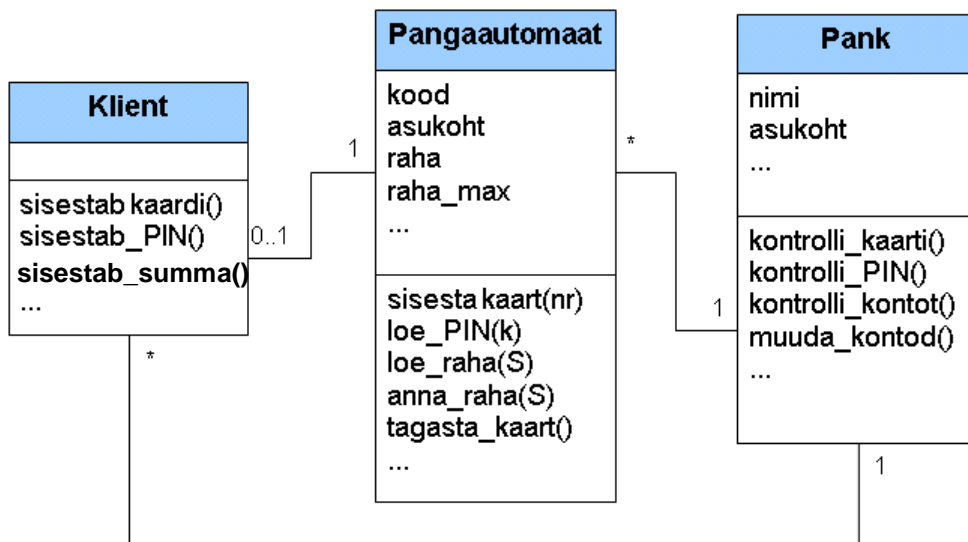 Klient
sisestab kaardi()
sisestab_PIN()
sisestab_summa()
...
*
0..1
1
Pangaautomaat
kood
asukoht
raha
raha_max
...
sisesta kaart(nr)
loe_PIN(k)
loe_raha(S)
anna_raha(S)
tagasta_kaart()
...
*
1
Pank
nimi
asukoht
...
kontrolli_kaarti()
kontrolli_PIN()
kontrolli_kontot()
muuda_kontod()
...
1